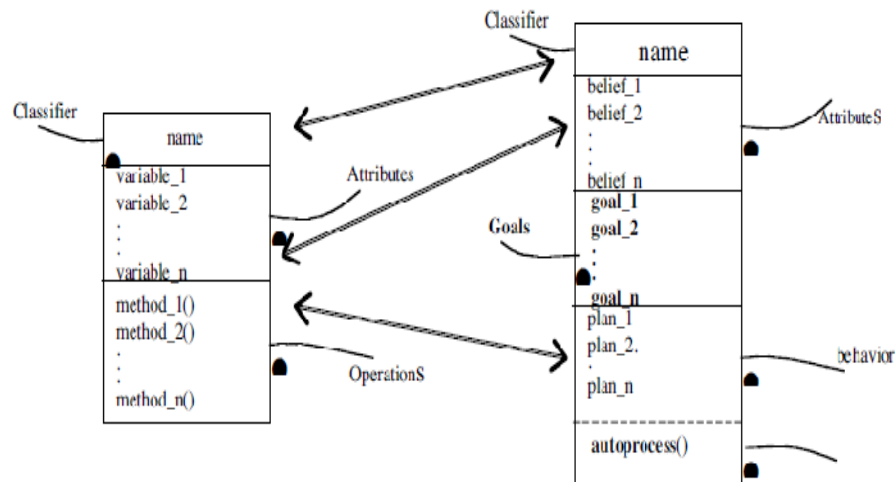 Classifier
name
variable_1
variable_2
.
.
.
variable_n
method_1()
method_2()
.
.
.
method_n()
Attributes
OperationS
Classifier
name
belief_1
belief_2
.
.
.
belief_n
goal_1
goal_2
.
.
goal_n
plan_1
plan_2.
.
plan_n
autoprocess()
AttributeS
Goals
behavior